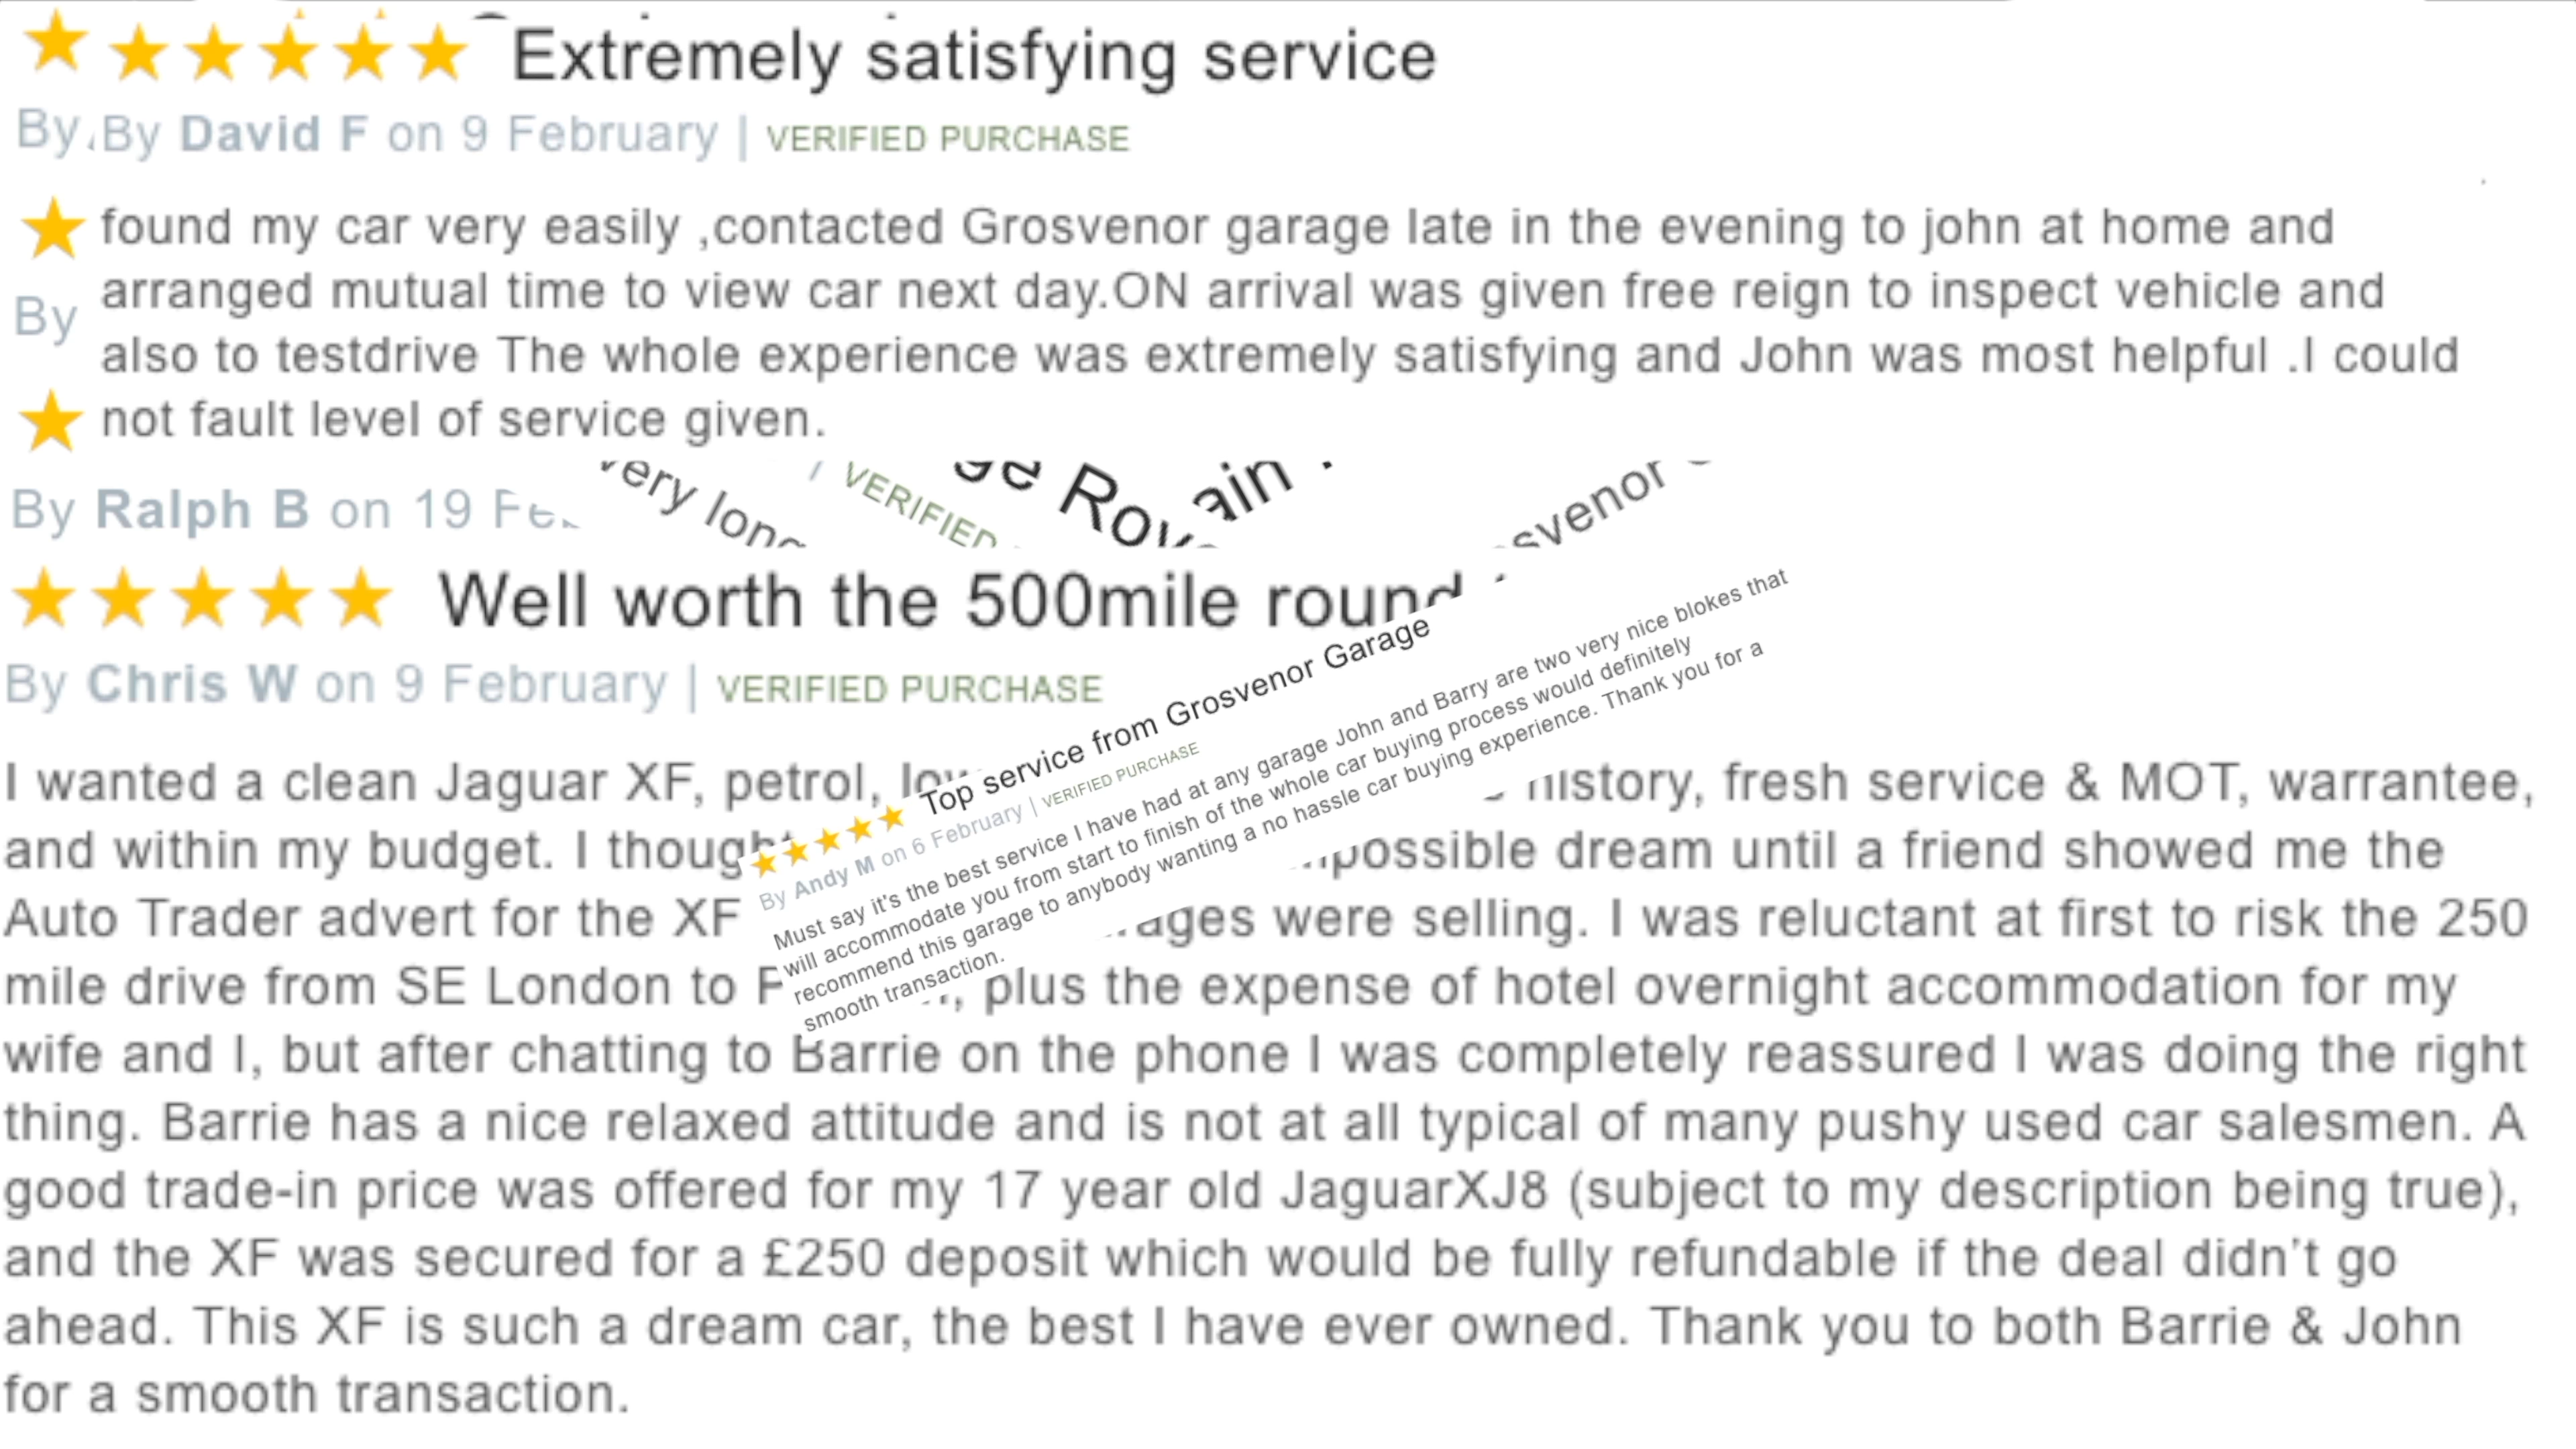 Extremely satisfying service
By By David F on 9 February | VERIFIED PURCHASE
found my car very easily ,contacted Grosvenor garage late in the evening to john at home and
arranged mutual time to view car next day.ON arrival was given free reign to inspect vehicle and
By
also to testdrive The whole experience was extremely satisfying and John was most helpful .I could
not fault level of service given.
By Ralph B on 19
very long
VERIFIED
Well worth the 500mile round
By Chris W on 9 February | VERIFIED PURCHASE
Top service from Grosvenor Garage
By Andy M on 6 February | VERIFIED PURCHASE
Must say it's the best service I have had at any garage John and Barry are two very nice blokes that
will accommodate you from start to finish of the whole car buying process would definitely
recommend this garage to anybody wanting a no hassle car buying experience. Thank you for a
smooth transaction.
I wanted a clean Jaguar XF, petrol, history, fresh service & MOT, warrantee,
and within my budget. I thought impossible dream until a friend showed me the
Auto Trader advert for the XF were selling. I was reluctant at first to risk the 250
mile drive from SE London to plus the expense of hotel overnight accommodation for my
wife and I, but after chatting to Barrie on the phone I was completely reassured I was doing the right
thing. Barrie has a nice relaxed attitude and is not at all typical of many pushy used car salesmen. A
good trade-in price was offered for my 17 year old JaguarXJ8 (subject to my description being true),
and the XF was secured for a £250 deposit which would be fully refundable if the deal didn't go
ahead. This XF is such a dream car, the best I have ever owned. Thank you to both Barrie & John
for a smooth transaction.